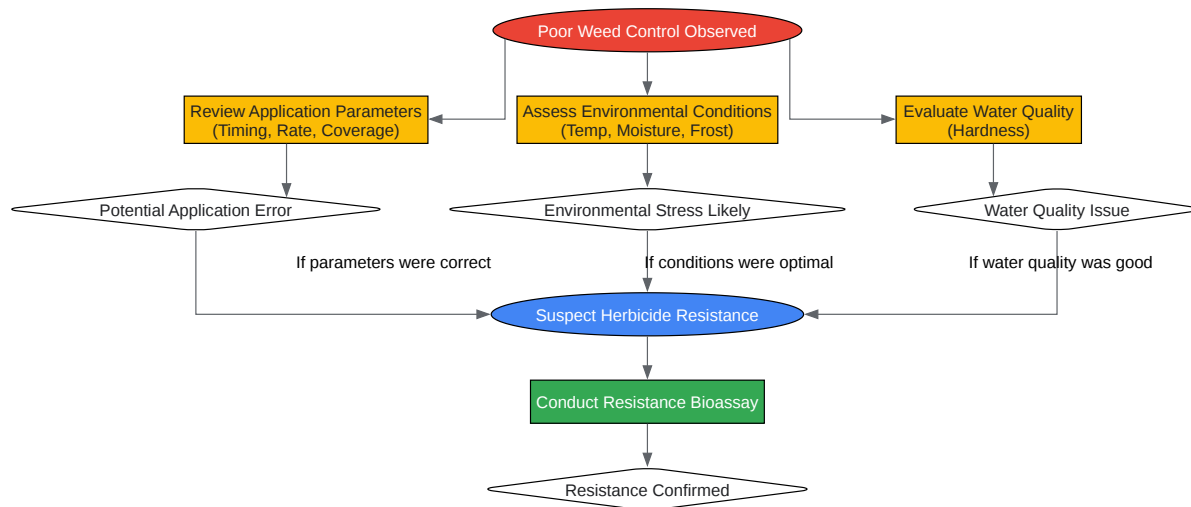 Poor Weed Control Observed
Review Application Parameters
(Timing, Rate, Coverage)
Assess Environmental Conditions
(Temp, Moisture, Frost)
Evaluate Water Quality
(Hardness)
Potential Application Error
Environmental Stress Likely
Water Quality Issue
If parameters were correct
If conditions were optimal
If water quality was good
Suspect Herbicide Resistance
Conduct Resistance Bioassay
Resistance Confirmed